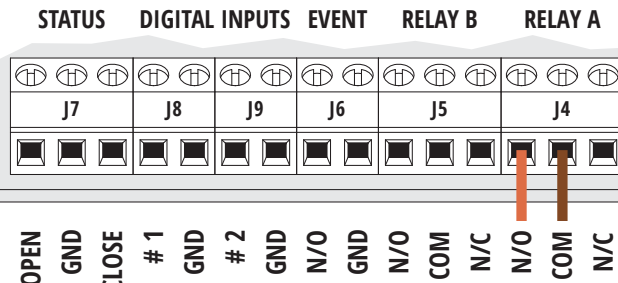 STATUS DIGITAL INPUTS EVENT RELAY B RELAY A
J7 J8 J9 J6 J5 J4
OPEN GND CLOSE # 1 GND # 2 GND N/O GND N/O COM N/C N/O COM N/C